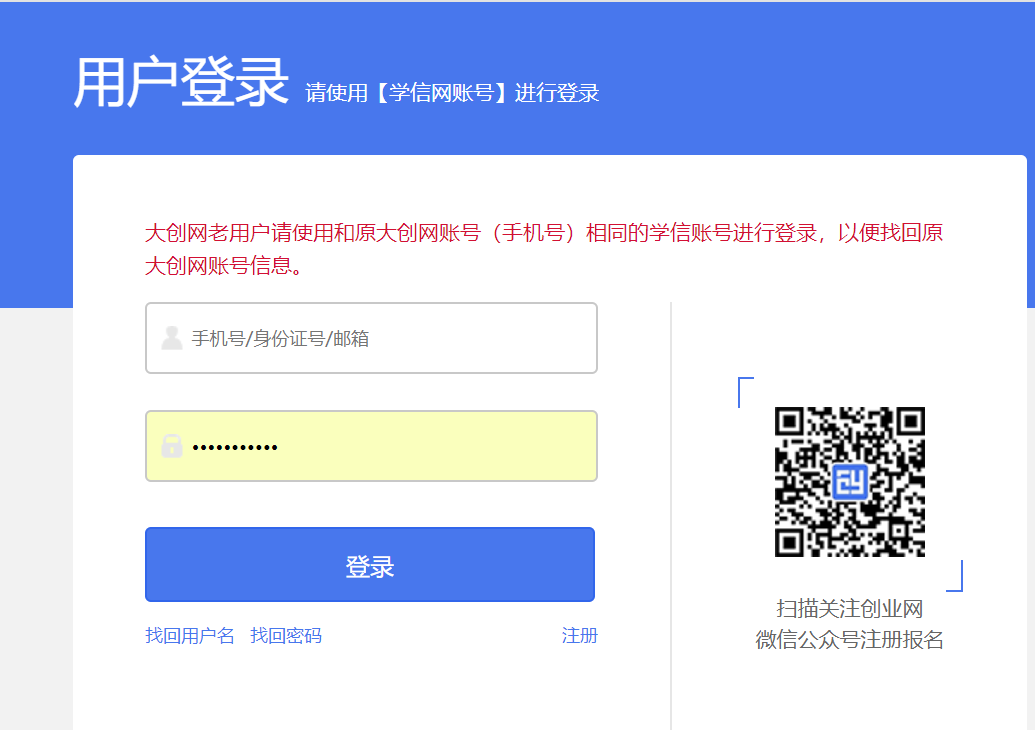 用户登录 请使用【学信网账号】进行登录
大创网老用户请使用和原大创网账号（手机号）相同的学信账号进行登录，以便找回原
大创网账号信息。
手机号/身份证号/邮箱
•••••••••••
登录
找回用户名 找回密码 注册
扫描关注创业网
微信公众号注册报名